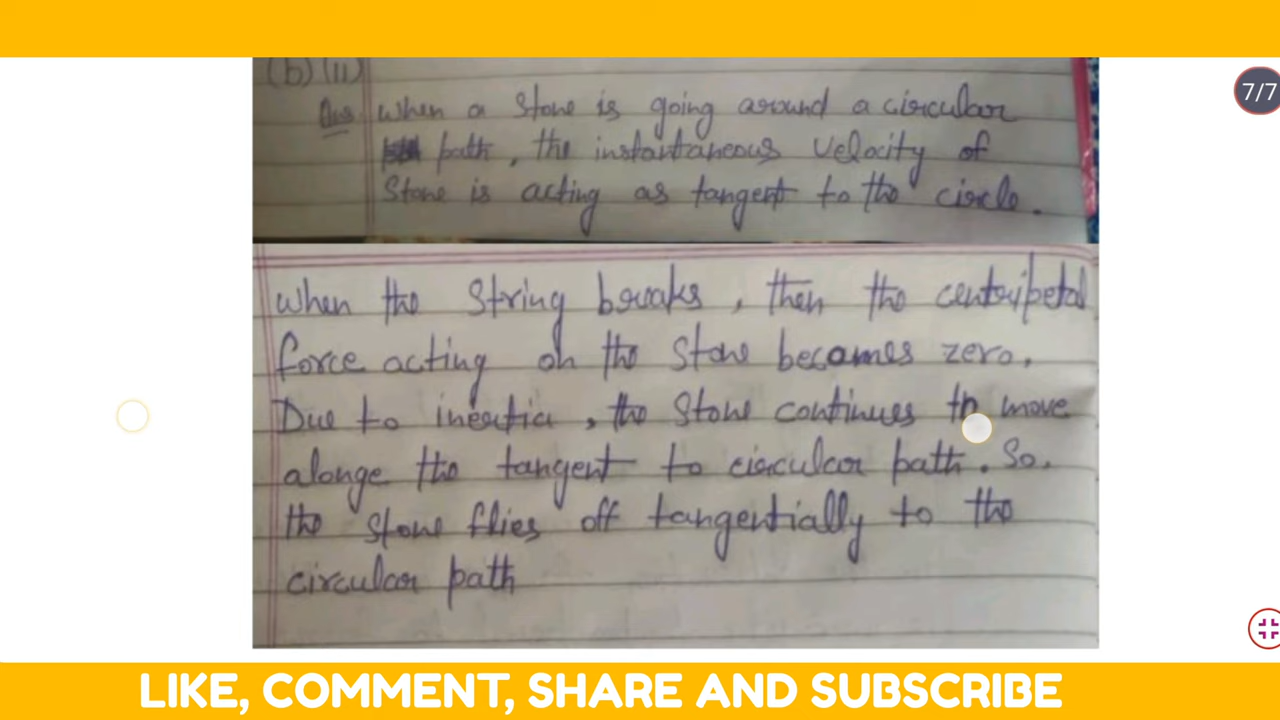 (b) (ii)
7/7
Ans. when a Stone is going around a circular
path, the instantaneous velocity of
Stone is acting as tangent to the circle.
when the String breaks, then the centripetal
force acting on the Stone becomes zero.
Due to inertia, the Stone continues to move
alonge the tangent to circular path. So,
the stone flies off tangentially to the
circular path
LIKE, COMMENT, SHARE AND SUBSCRIBE